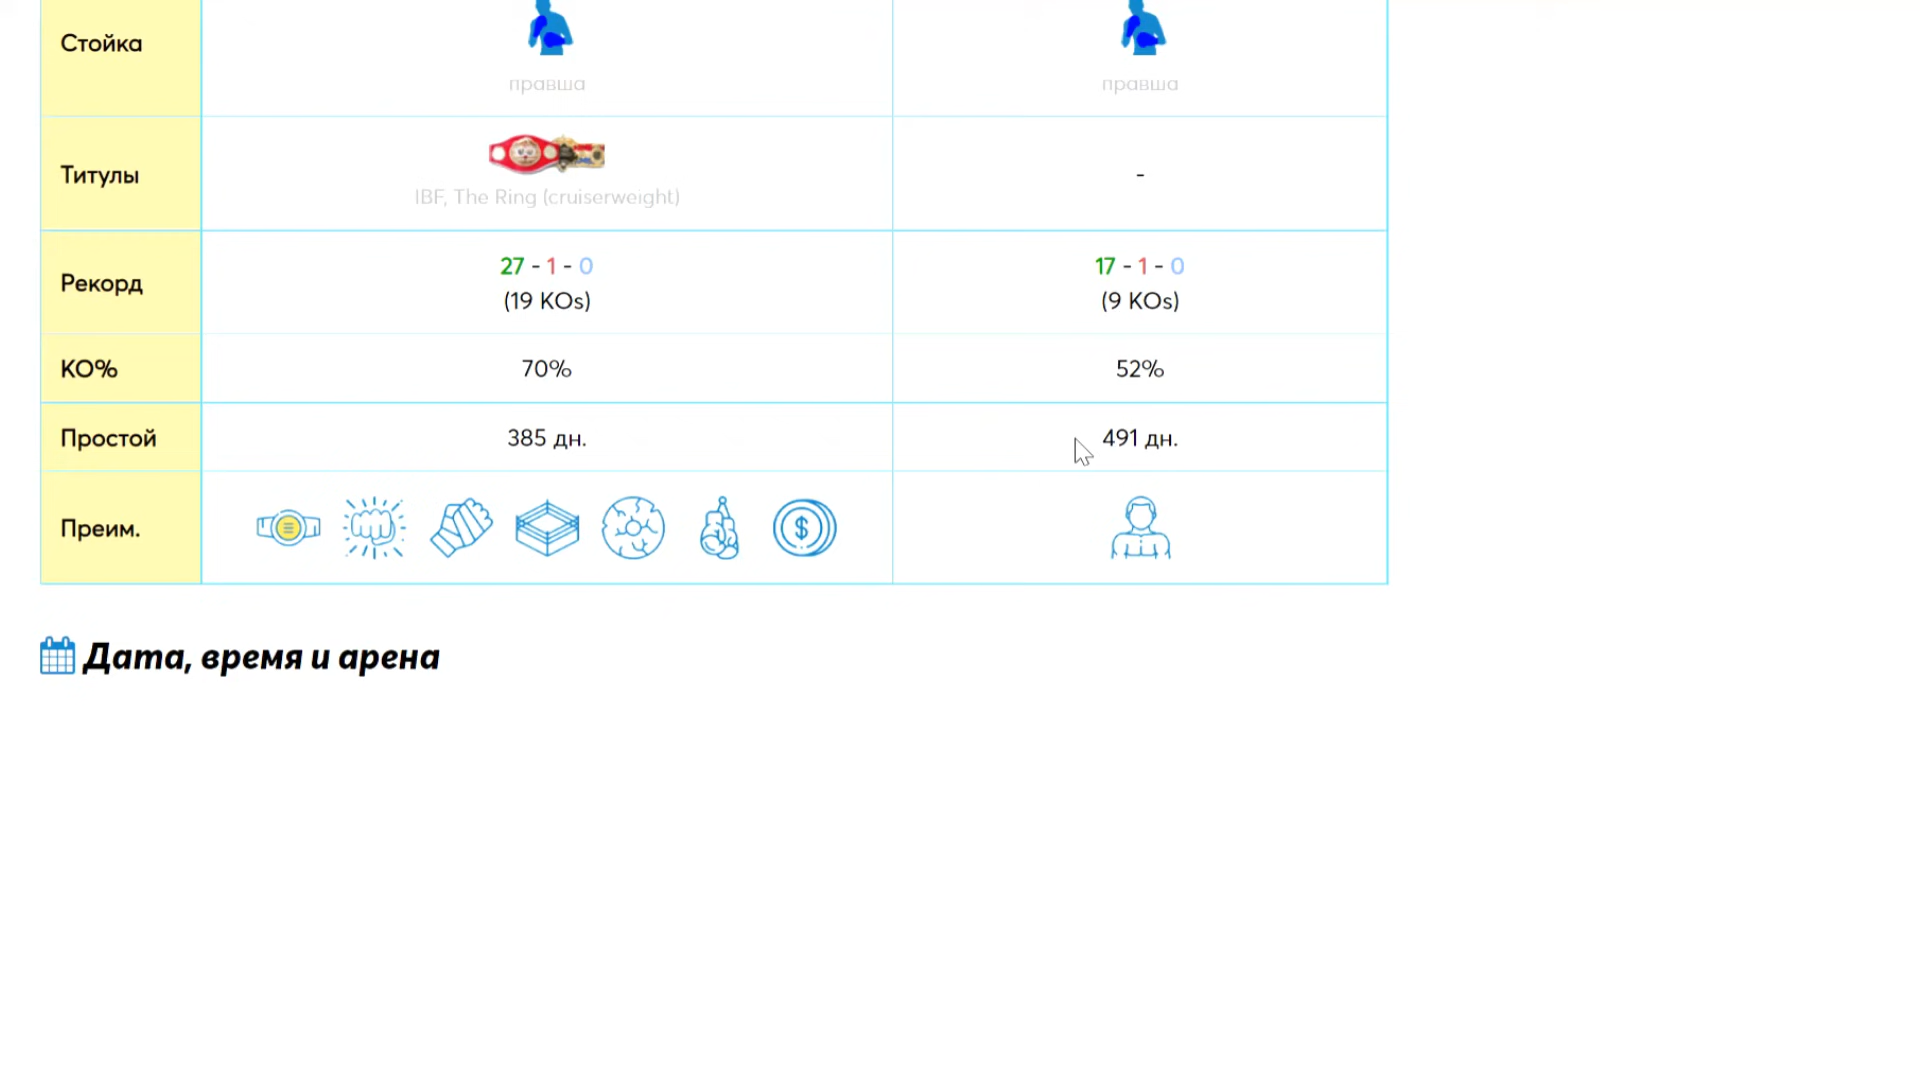 Стойка
правша
правша
Титулы
IBF, The Ring (cruiserweight)
-
Рекорд
27 - 1 - 0
(19 KOs)
17 - 1 - 0
(9 KOs)
KO%
70%
52%
Простой
385 дн.
491 дн.
Преим.
$
Дата, время и арена